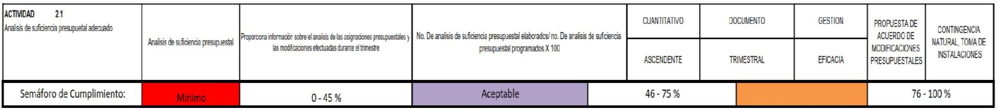 ACTIVIDAD 2.1
Analisis de suficiencia presupuetal adecuado
Analisis de suficiencia presupuestal
Proporciona información sobre el analisis de las asignaciones presupuestales y
las modificaciones efectuadas durante el trimestre
No. De analisis de suficiencia presupuestal elaborados/ no. De analisis de suficiencia
presupuestal programados X 100
CUANTITATIVO
DOCUMENTO
GESTION
ASCENDENTE
TRIMESTRAL
EFICACIA
PROPUESTA DE
ACUERDO DE
MODIFICACIONES
PRESUPUESTALES
CONTINGENCIA
NATURAL, TOMA DE
INSTALACIONES
Semáforo de Cumplimiento:
Mínimo
0 - 45 %
Aceptable
46 - 75 %
76 - 100 %